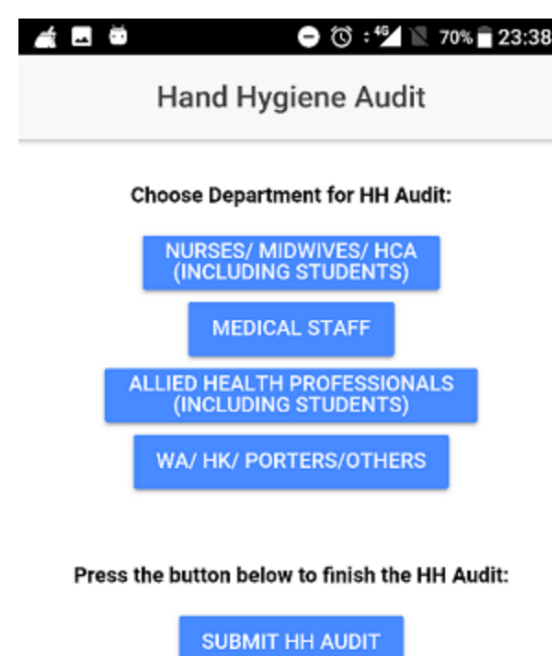 4G 70% 23:38
Hand Hygiene Audit
Choose Department for HH Audit:
NURSES/ MIDWIVES/ HCA
(INCLUDING STUDENTS)
MEDICAL STAFF
ALLIED HEALTH PROFESSIONALS
(INCLUDING STUDENTS)
WA/ HK/ PORTERS/OTHERS
Press the button below to finish the HH Audit:
SUBMIT HH AUDIT